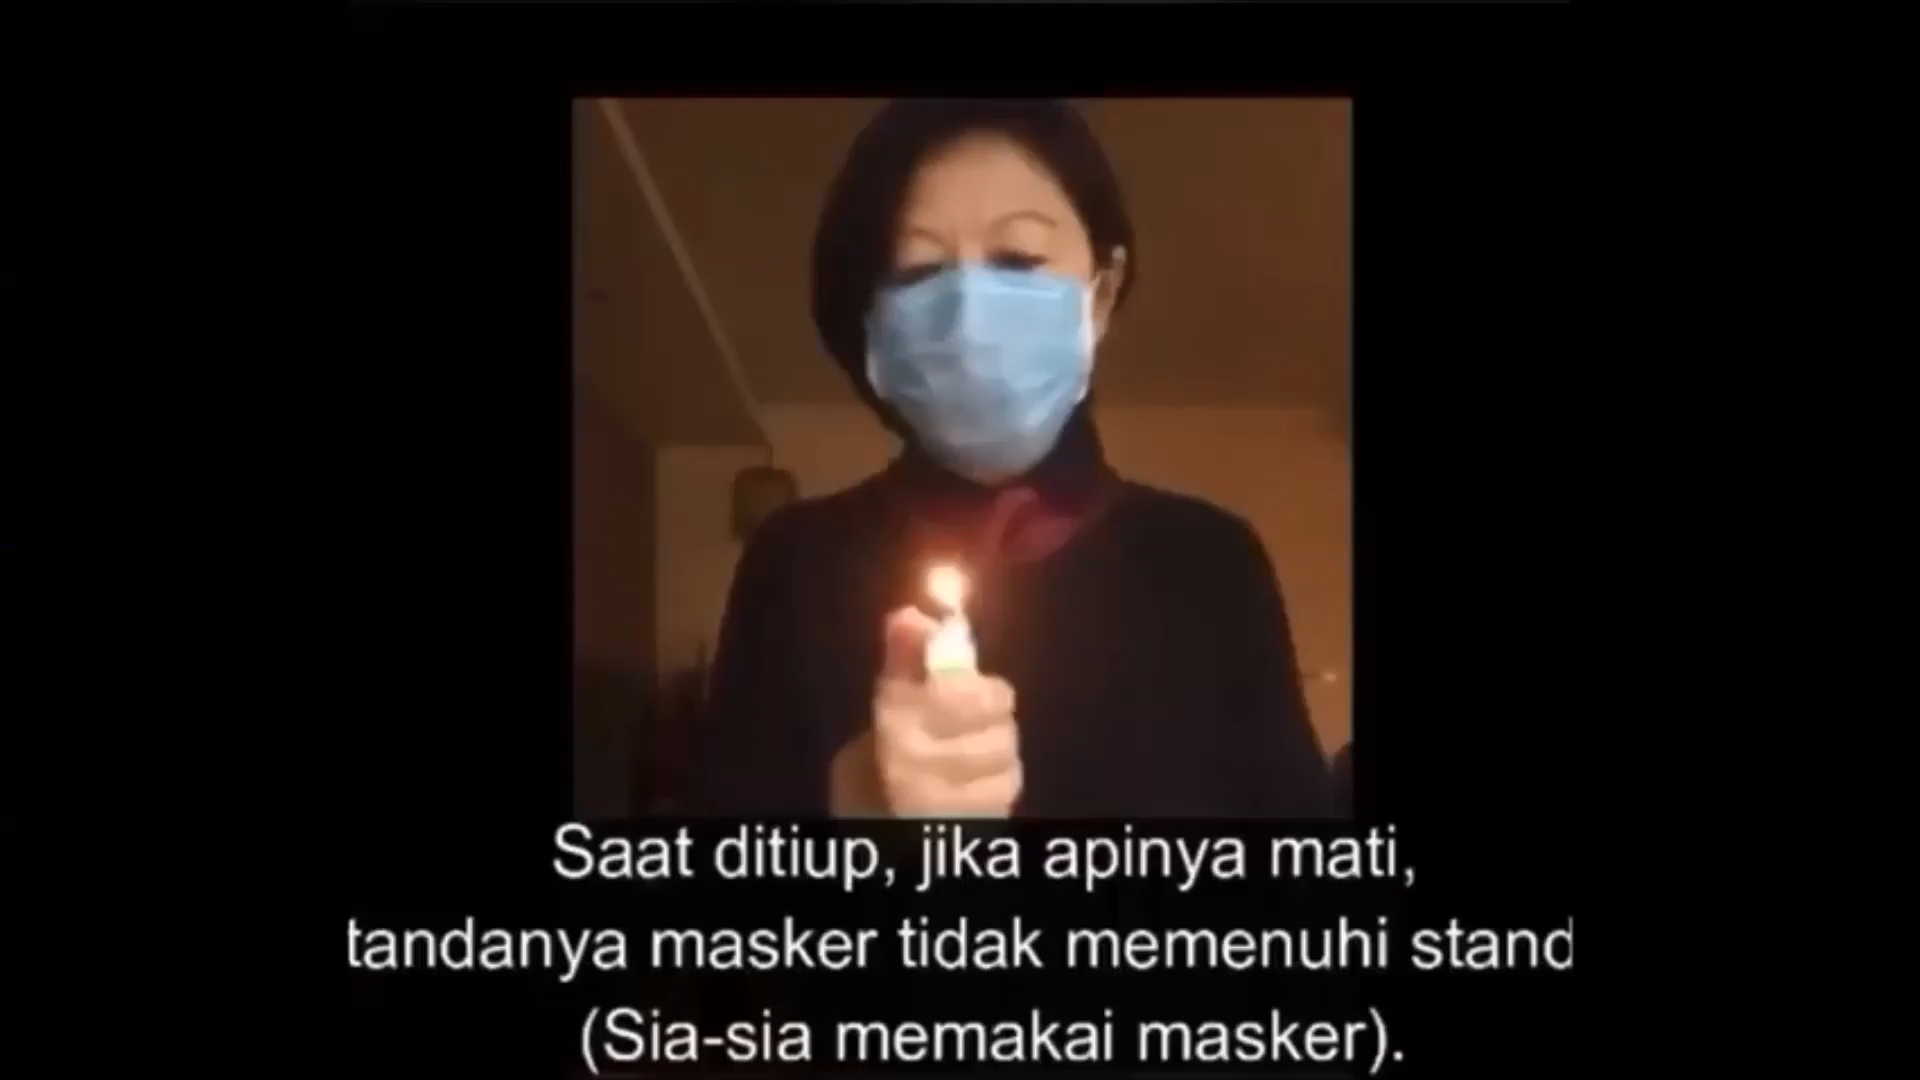 Saat ditiup, jika apinya mati,
tandanya masker tidak memenuhi stand
(Sia-sia memakai masker).